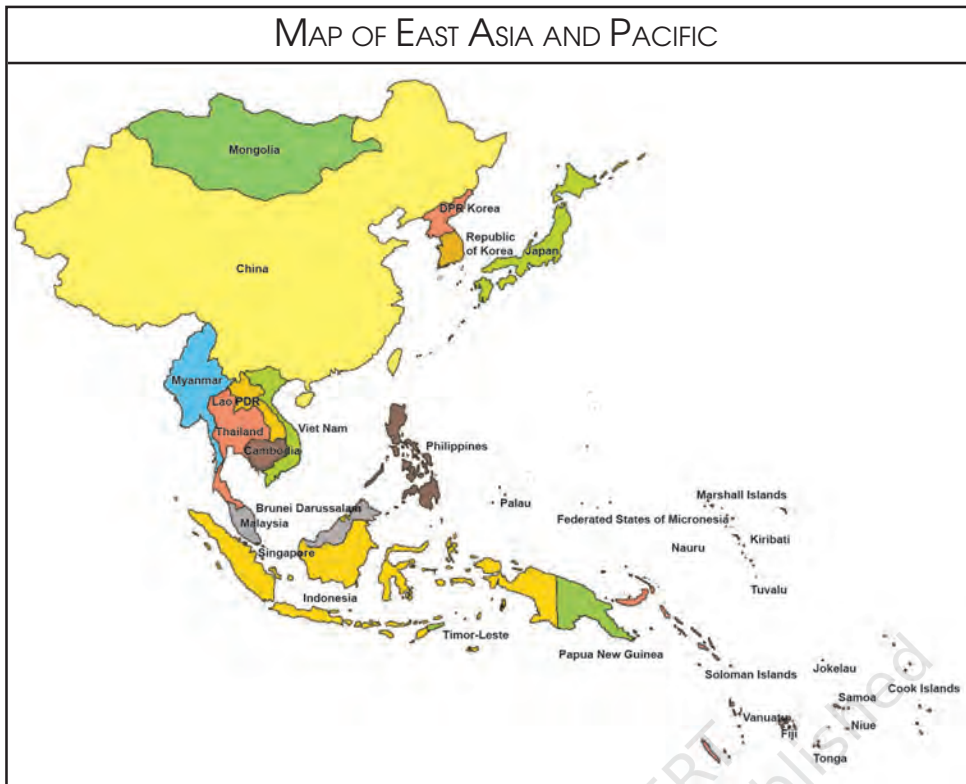 MAP OF EAST ASIA AND PACIFIC
Mongolia
DPR Korea
Republic
of Korea
Japan
China
Myanmar
Lao PDR
Thailand
Viet Nam
Cambodia
Philippines
Palau
Marshall Islands
Brunei Darussalam
Federated States of Micronesia
Malaysia
Kiribati
Nauru
Singapore
Tuvalu
Indonesia
Timor-Leste
Papua New Guinea
Soloman Islands
Jokelau
Cook Islands
Samoa
Vanuatu
Niue
Fiji
Tonga